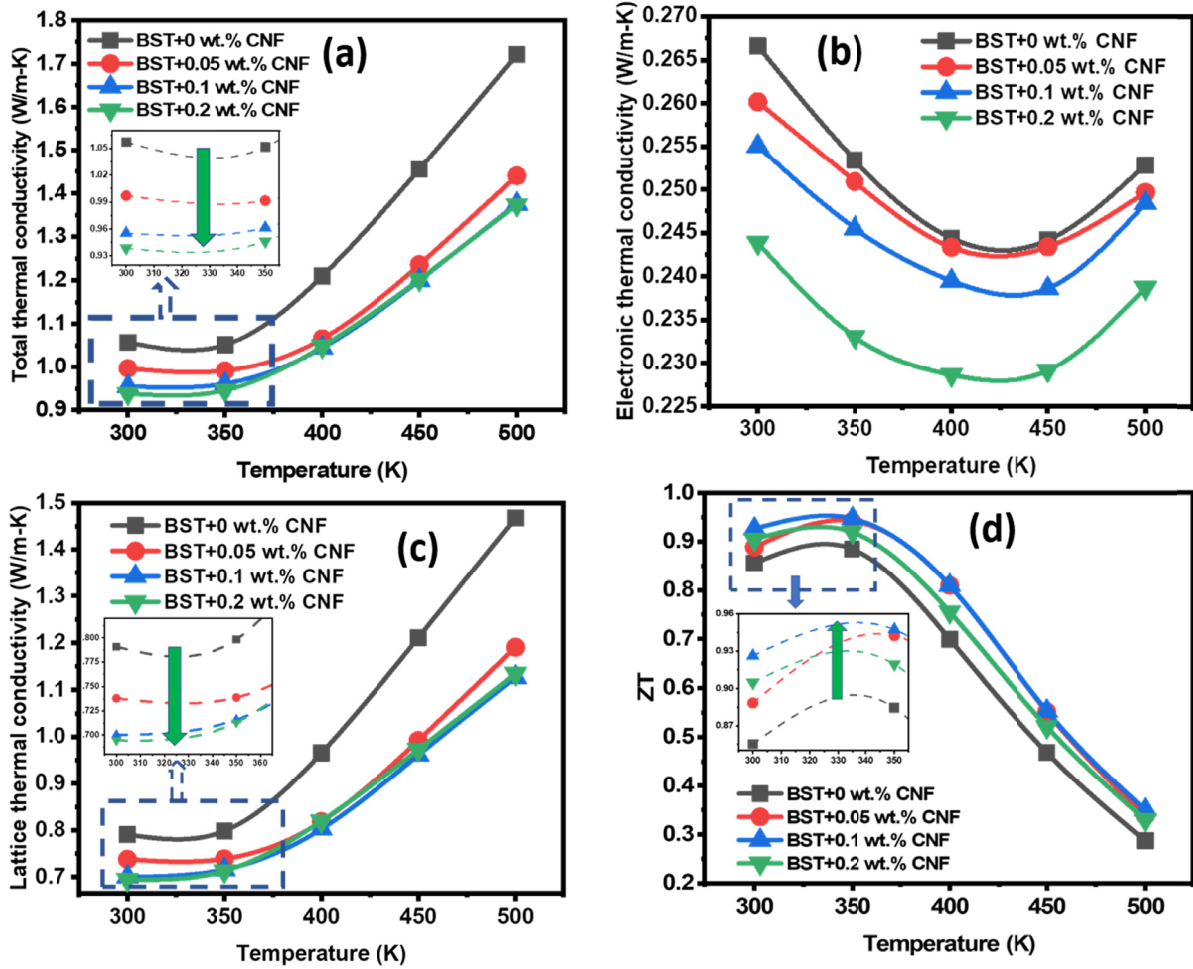 (a)
BST+0 wt.% CNF
BST+0.05 wt.% CNF
BST+0.1 wt.% CNF
BST+0.2 wt.% CNF
Total thermal conductivity (W/m-K)
1.8
1.7
1.6
1.5
1.4
1.3
1.2
1.1
1.0
0.9
1.05
1.02
0.99
0.96
0.93
300 310 320 330 340 350
300 350 400 450 500
Temperature (K)
(b)
BST+0 wt.% CNF
BST+0.05 wt.% CNF
BST+0.1 wt.% CNF
BST+0.2 wt.% CNF
Electronic thermal conductivity (W/m-K)
0.270
0.265
0.260
0.255
0.250
0.245
0.240
0.235
0.230
0.225
300 350 400 450 500
Temperature (K)
(c)
BST+0 wt.% CNF
BST+0.05 wt.% CNF
BST+0.1 wt.% CNF
BST+0.2 wt.% CNF
Lattice thermal conductivity (W/m-K)
1.5
1.4
1.3
1.2
1.1
1.0
0.9
0.8
0.7
.800
.775
.750
.725
.700
300 310 320 330 340 350 360
300 350 400 450 500
Temperature (K)
(d)
ZT
1.0
0.9
0.8
0.7
0.6
0.5
0.4
0.3
0.2
0.96
0.93
0.90
0.87
300 310 320 330 340 350
BST+0 wt.% CNF
BST+0.05 wt.% CNF
BST+0.1 wt.% CNF
BST+0.2 wt.% CNF
300 350 400 450 500
Temperature (K)